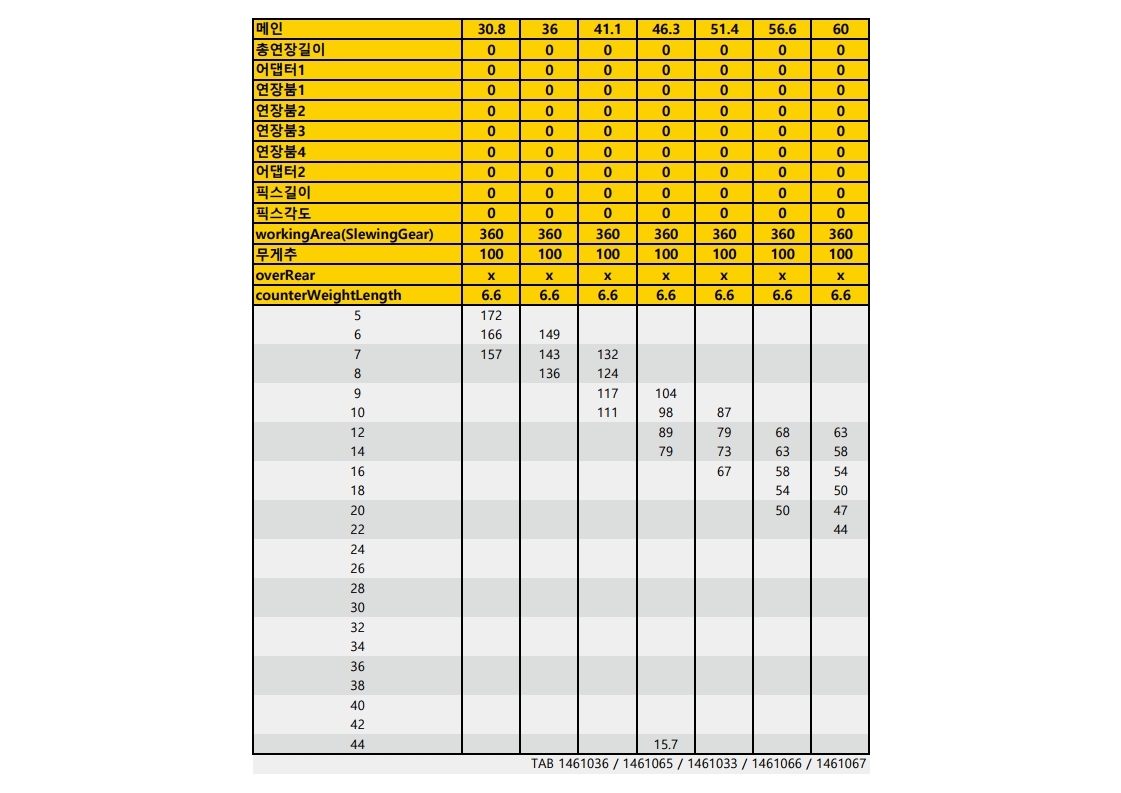 메인 30.8 36 41.1 46.3 51.4 56.6 60
총연장길이 0 0 0 0 0 0 0
어댑터1 0 0 0 0 0 0 0
연장붐1 0 0 0 0 0 0 0
연장붐2 0 0 0 0 0 0 0
연장붐3 0 0 0 0 0 0 0
연장붐4 0 0 0 0 0 0 0
어댑터2 0 0 0 0 0 0 0
픽스길이 0 0 0 0 0 0 0
픽스각도 0 0 0 0 0 0 0
workingArea(SlewingGear) 360 360 360 360 360 360 360
무게추 100 100 100 100 100 100 100
overRear x x x x x x x
counterWeightLength 6.6 6.6 6.6 6.6 6.6 6.6 6.6
5 172
6 166 149
7 157 143 132
8 136 124
9 117 104
10 111 98 87
12 89 79 68 63
14 79 73 63 58
16 67 58 54
18 54 50
20 50 47
22 44
24
26
28
30
32
34
36
38
40
42
44 15.7
TAB 1461036 / 1461065 / 1461033 / 1461066 / 1461067